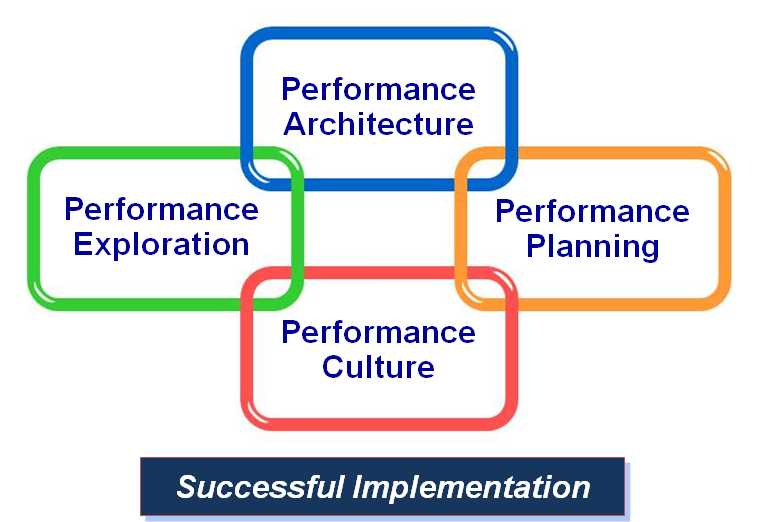 Performance
Architecture
Performance
Exploration
Performance
Planning
Performance
Culture
Successful Implementation